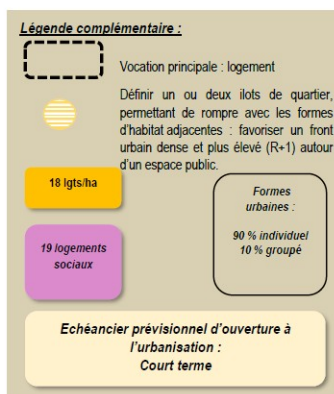 Légende complémentaire :
Vocation principale : logement
Définir un ou deux ilots de quartier,
permettant de rompre avec les formes
d'habitat adjacentes : favoriser un front
urbain dense et plus élevé (R+1) autour
d'un espace public.
18 lgts/ha
19 logements
sociaux
Formes
urbaines :
90 % individuel
10 % groupé
Echéancier prévisionnel d'ouverture à
l'urbanisation :
Court terme